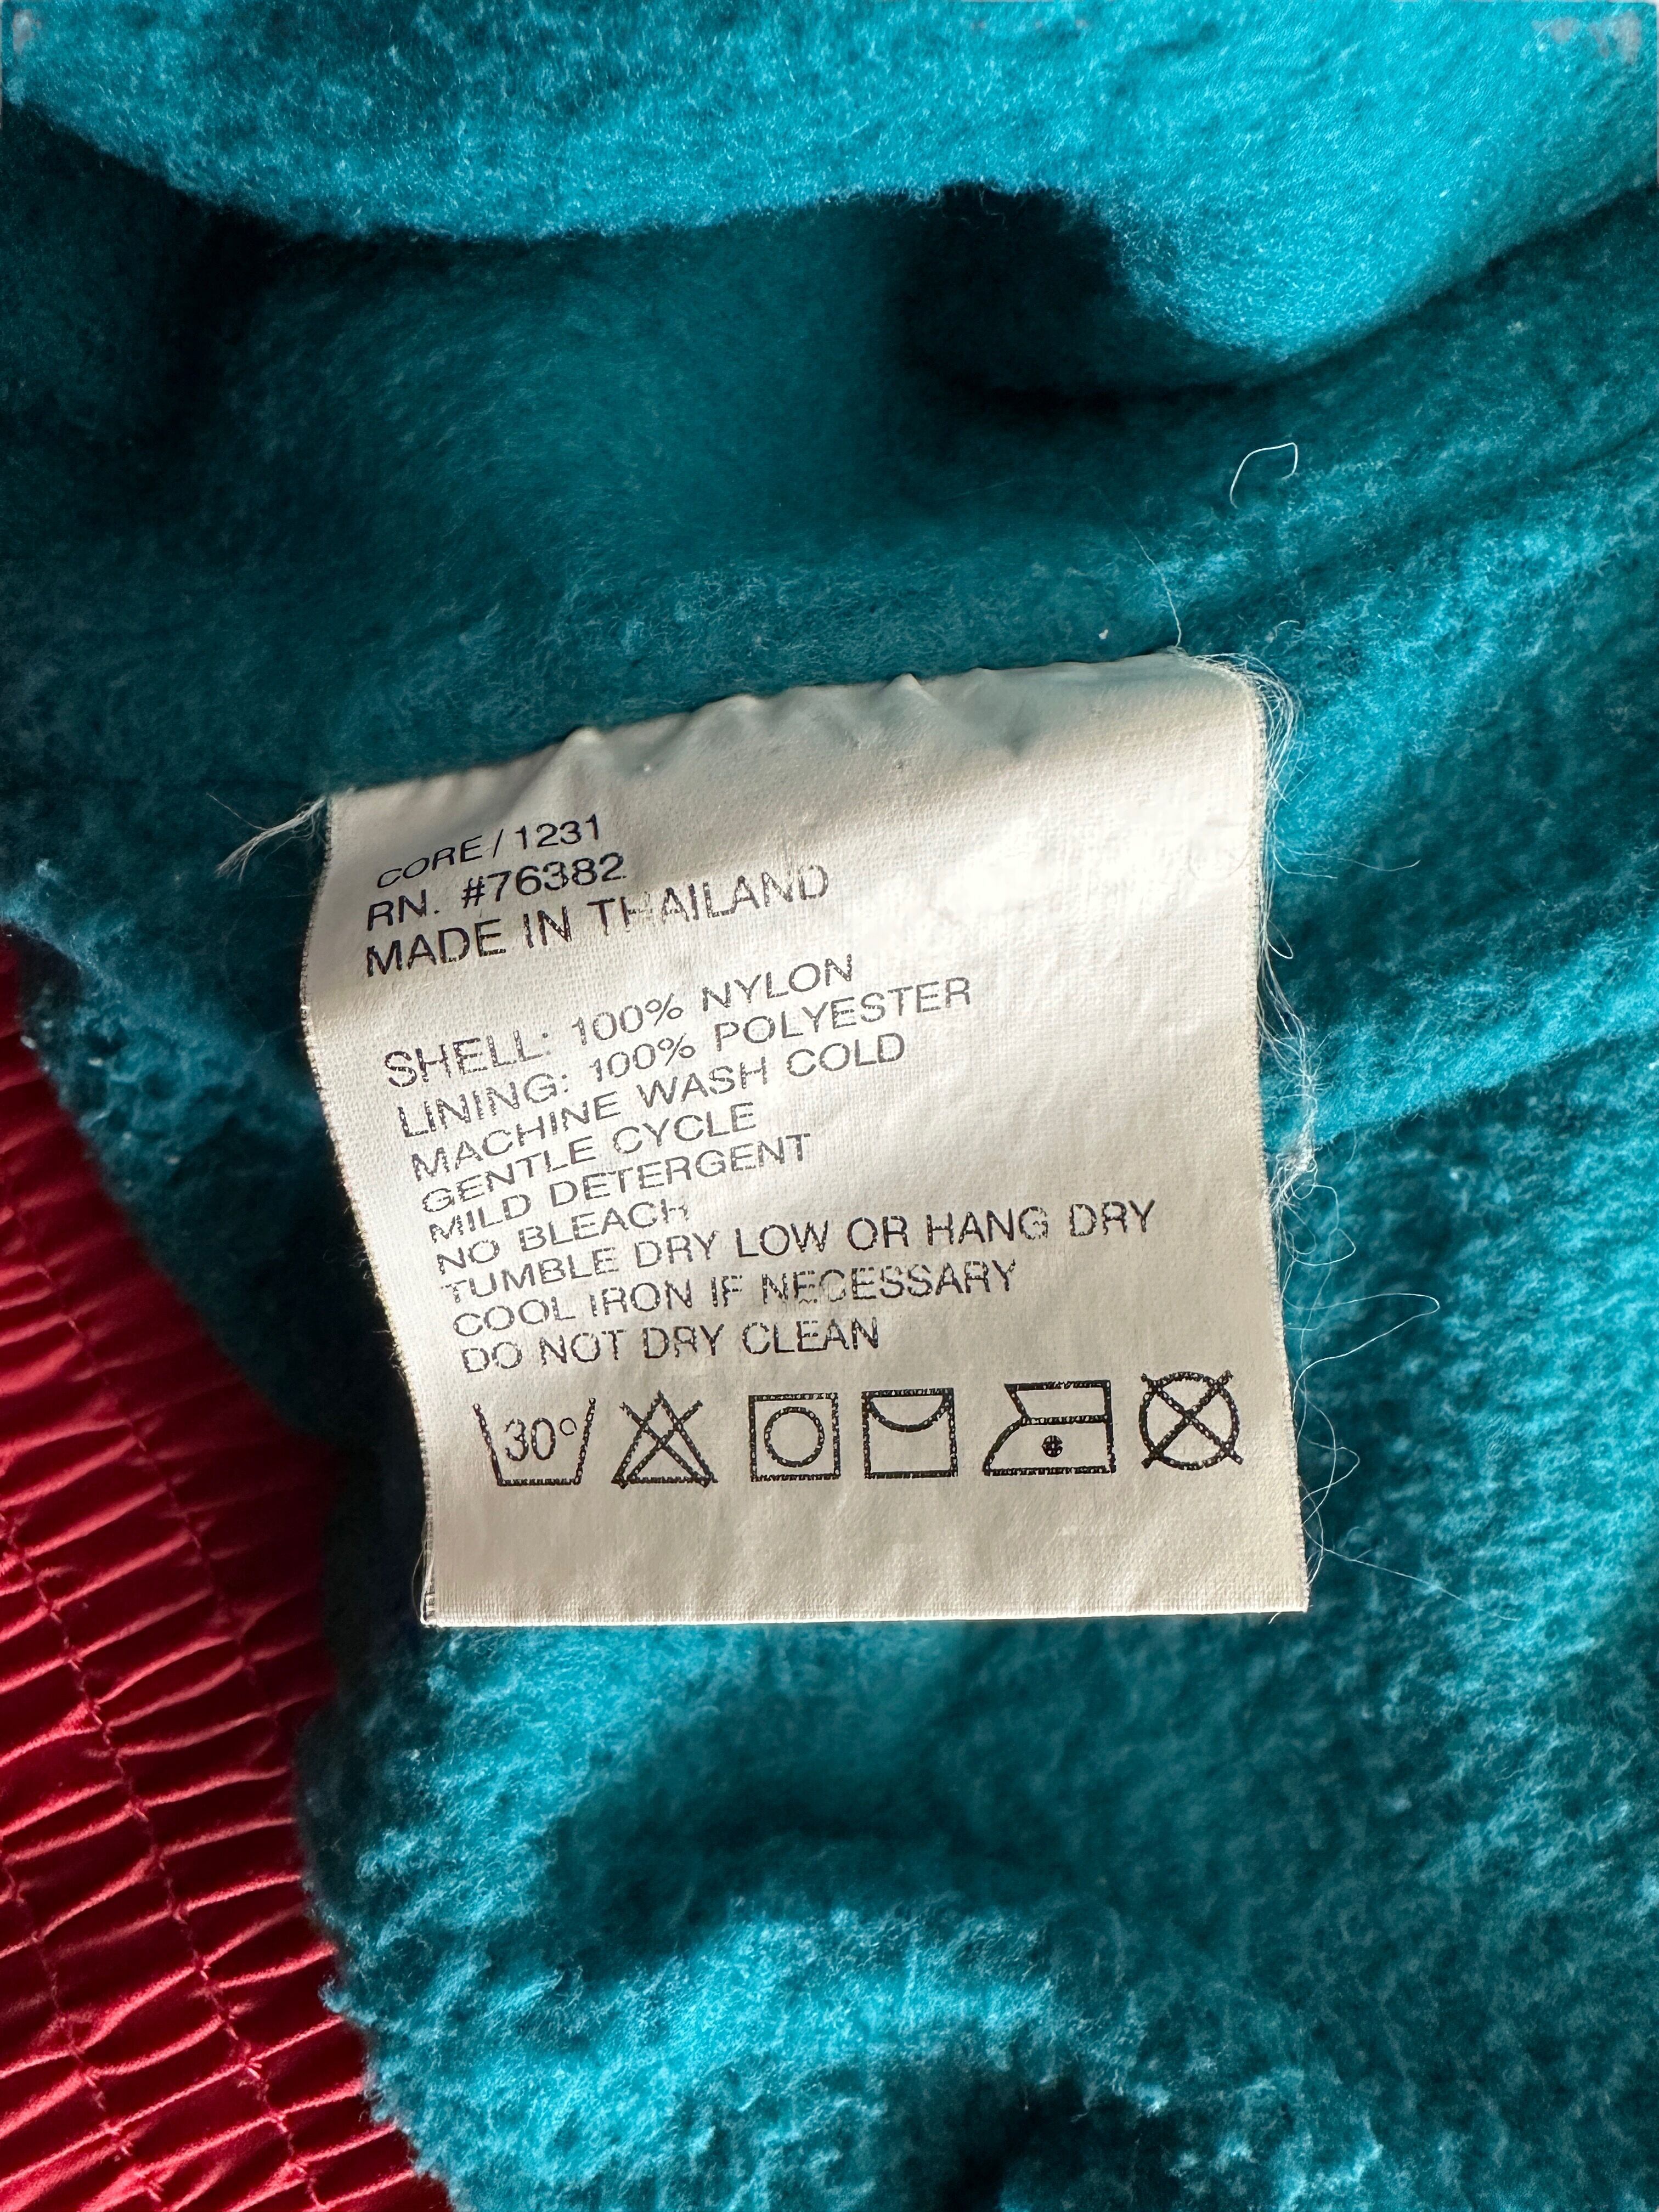 CORE / 1231
RN. #76382
MADE IN THAILAND
SHELL: 100% NYLON
LINING: 100% POLYESTER
MACHINE WASH COLD
GENTLE CYCLE
MILD DETERGENT
NO BLEACH
TUMBLE DRY LOW OR HANG DRY
COOL IRON IF NECESSARY
DO NOT DRY CLEAN
30°